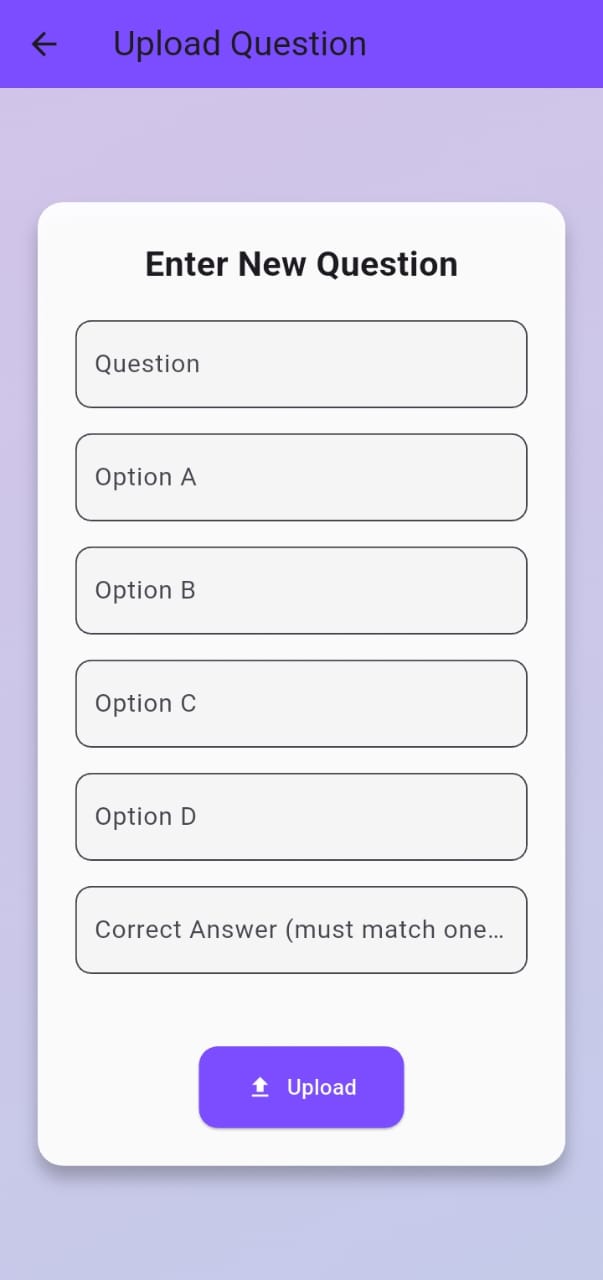 Upload Question
Enter New Question
Question
Option A
Option B
Option C
Option D
Correct Answer (must match one…
Upload